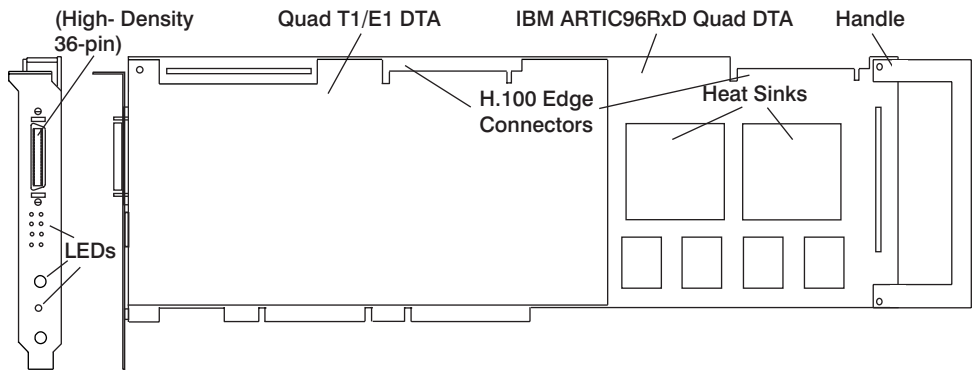 (High- Density
36-pin)
Quad T1/E1 DTA
IBM ARTIC96RxD Quad DTA
Handle
H.100 Edge
Connectors
Heat Sinks
LEDs